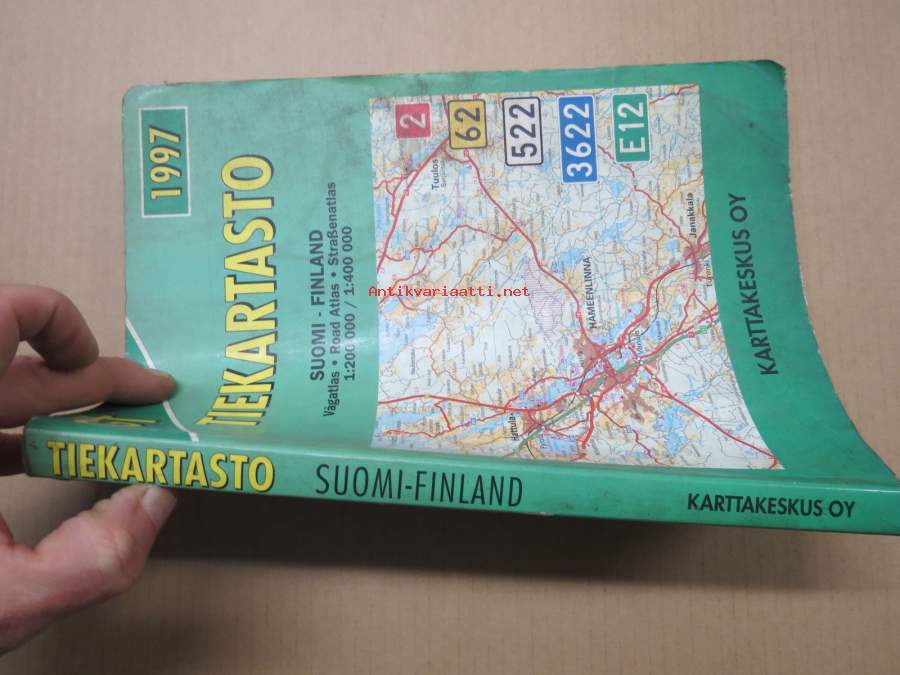 1997
TIEKARTASTO
SUOMI - FINLAND
Vägatlas • Road Atlas • Straßenatlas
1:200 000 / 1:400 000
2
62
522
3622
E12
Tuulos
HÄMEENLINNA
Janakkala
Hattula
KARTTAKESKUS OY
TIEKARTASTO
SUOMI-FINLAND
KARTTAKESKUS OY
Antikvariaatti.net